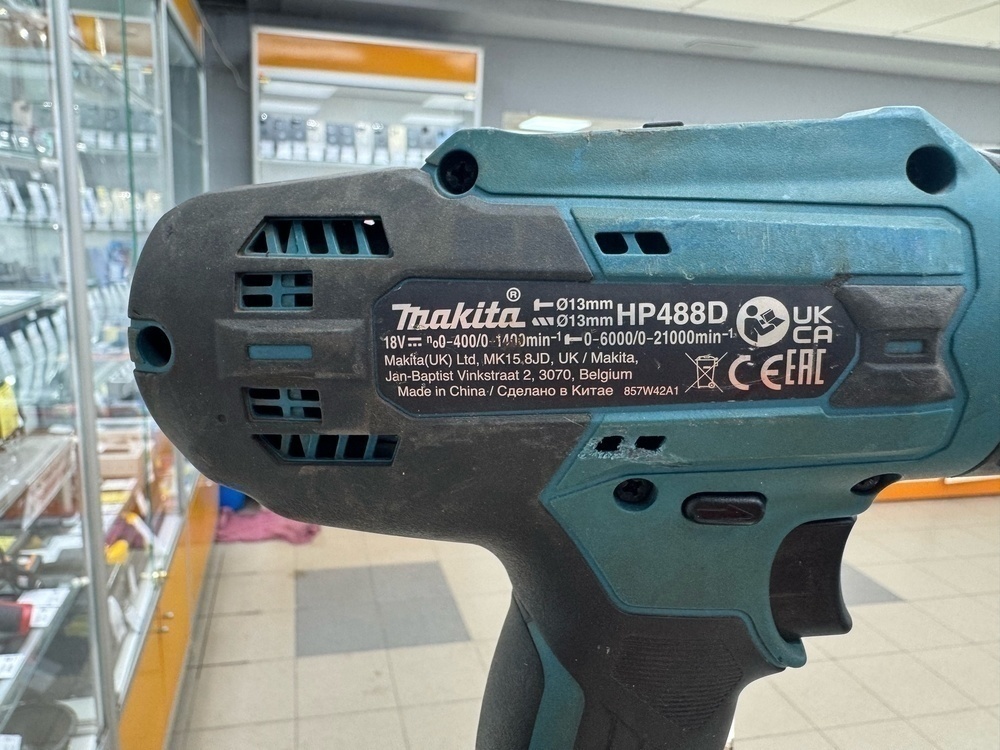 Makita®
Ø13mm
Ø13mm
HP488D
UK
CA
18V n₀0-400/0-1400min⁻¹ 0-6000/0-21000min⁻¹
Makita(UK) Ltd, MK15 8JD, UK / Makita,
Jan-Baptist Vinkstraat 2, 3070, Belgium
Made in China / Сделано в Китае 857W42A1
CE EAC